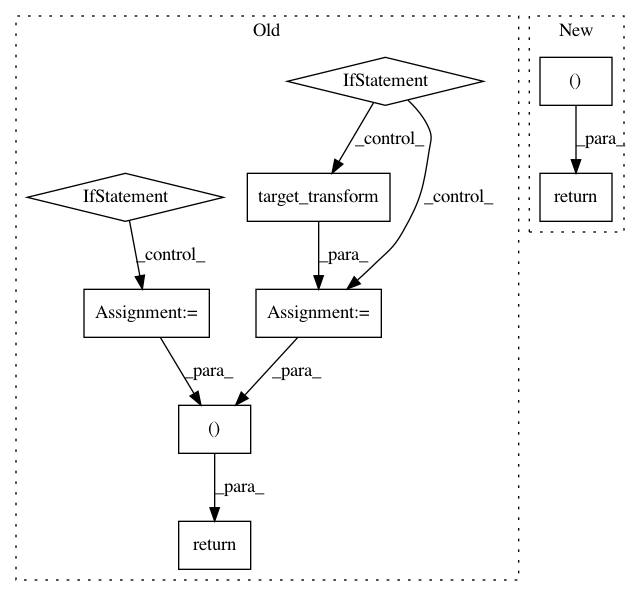 Old
New
IfStatement
()
_control_
_para_
IfStatement
target_transform
_control_
return
_control_
_para_
Assignment:=
Assignment:=
_para_
_para_
()
_para_
return